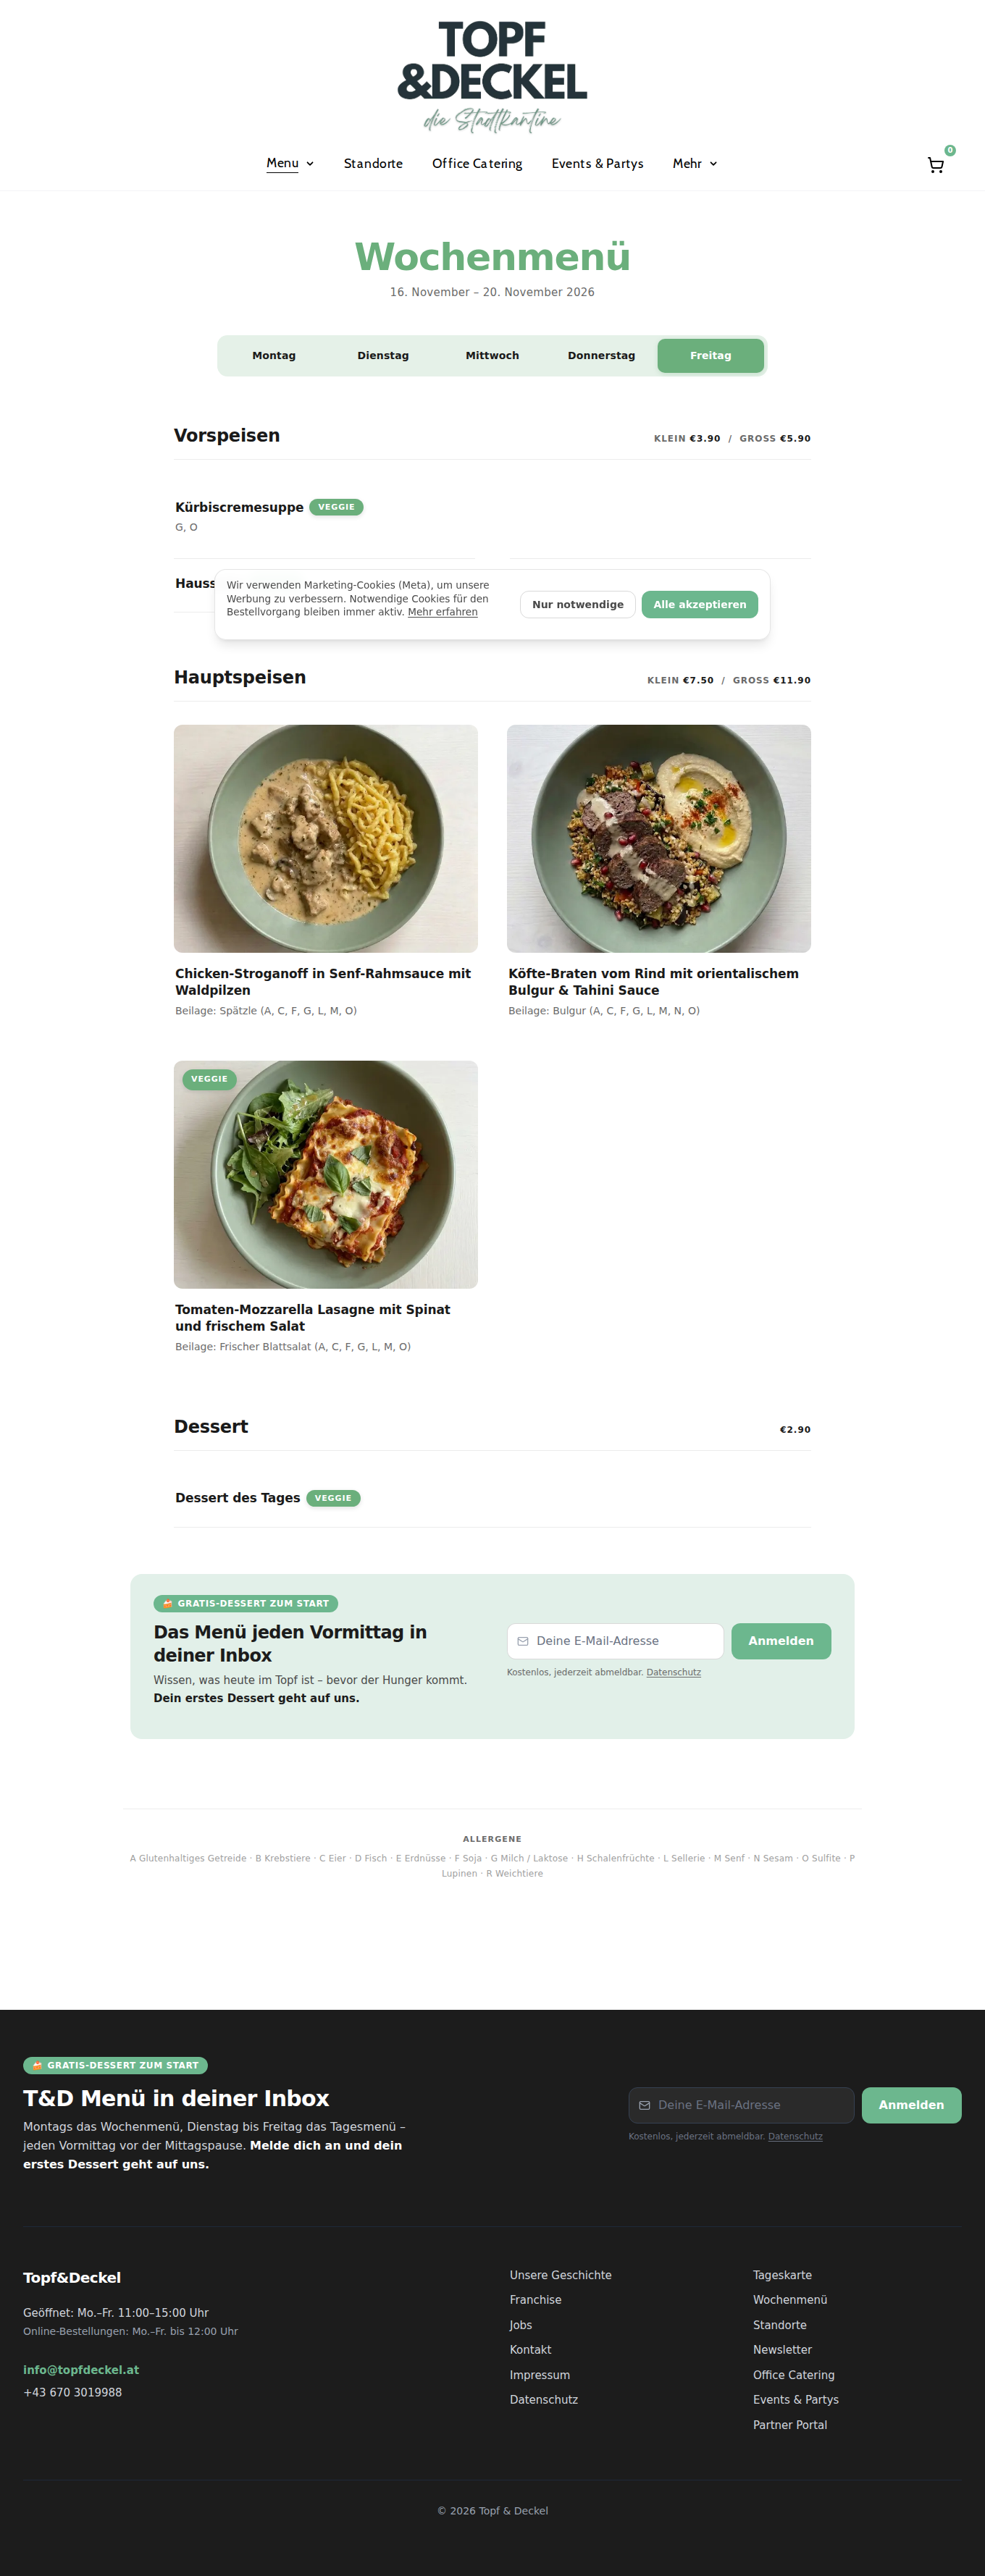 TOPF
&DECKEL
die Stadtkantine
Menu
Standorte
Office Catering
Events & Partys
Mehr
0
Wochenmenü
16. November – 20. November 2026
Montag
Dienstag
Mittwoch
Donnerstag
Freitag
Vorspeisen
KLEIN €3.90 / GROSS €5.90
Kürbiscremesuppe VEGGIE
G, O
Wir verwenden Marketing-Cookies (Meta), um unsere
Werbung zu verbessern. Notwendige Cookies für den
Bestellvorgang bleiben immer aktiv. Mehr erfahren
Nur notwendige
Alle akzeptieren
Hauptspeisen
KLEIN €7.50 / GROSS €11.90
Chicken-Stroganoff in Senf-Rahmsauce mit
Waldpilzen
Beilage: Spätzle (A, C, F, G, L, M, O)
Köfte-Braten vom Rind mit orientalischem
Bulgur & Tahini Sauce
Beilage: Bulgur (A, C, F, G, L, M, N, O)
VEGGIE
Tomaten-Mozzarella Lasagne mit Spinat
und frischem Salat
Beilage: Frischer Blattsalat (A, C, F, G, L, M, O)
Dessert
€2.90
Dessert des Tages VEGGIE
GRATIS-DESSERT ZUM START
Das Menü jeden Vormittag in
deiner Inbox
Wissen, was heute im Topf ist – bevor der Hunger kommt.
Dein erstes Dessert geht auf uns.
Deine E-Mail-Adresse
Anmelden
Kostenlos, jederzeit abmeldbar. Datenschutz
ALLERGENE
A Glutenhaltiges Getreide · B Krebstiere · C Eier · D Fisch · E Erdnüsse · F Soja · G Milch / Laktose · H Schalenfrüchte · L Sellerie · M Senf · N Sesam · O Sulfite · P
Lupinen · R Weichtiere
GRATIS-DESSERT ZUM START
T&D Menü in deiner Inbox
Montags das Wochenmenü, Dienstag bis Freitag das Tagesmenü –
jeden Vormittag vor der Mittagspause. Melde dich an und dein
erstes Dessert geht auf uns.
Deine E-Mail-Adresse
Anmelden
Kostenlos, jederzeit abmeldbar. Datenschutz
Topf&Deckel
Geöffnet: Mo.–Fr. 11:00–15:00 Uhr
Online-Bestellungen: Mo.–Fr. bis 12:00 Uhr
info@topfdeckel.at
+43 670 3019988
Unsere Geschichte
Franchise
Jobs
Kontakt
Impressum
Datenschutz
Tageskarte
Wochenmenü
Standorte
Newsletter
Office Catering
Events & Partys
Partner Portal
© 2026 Topf & Deckel